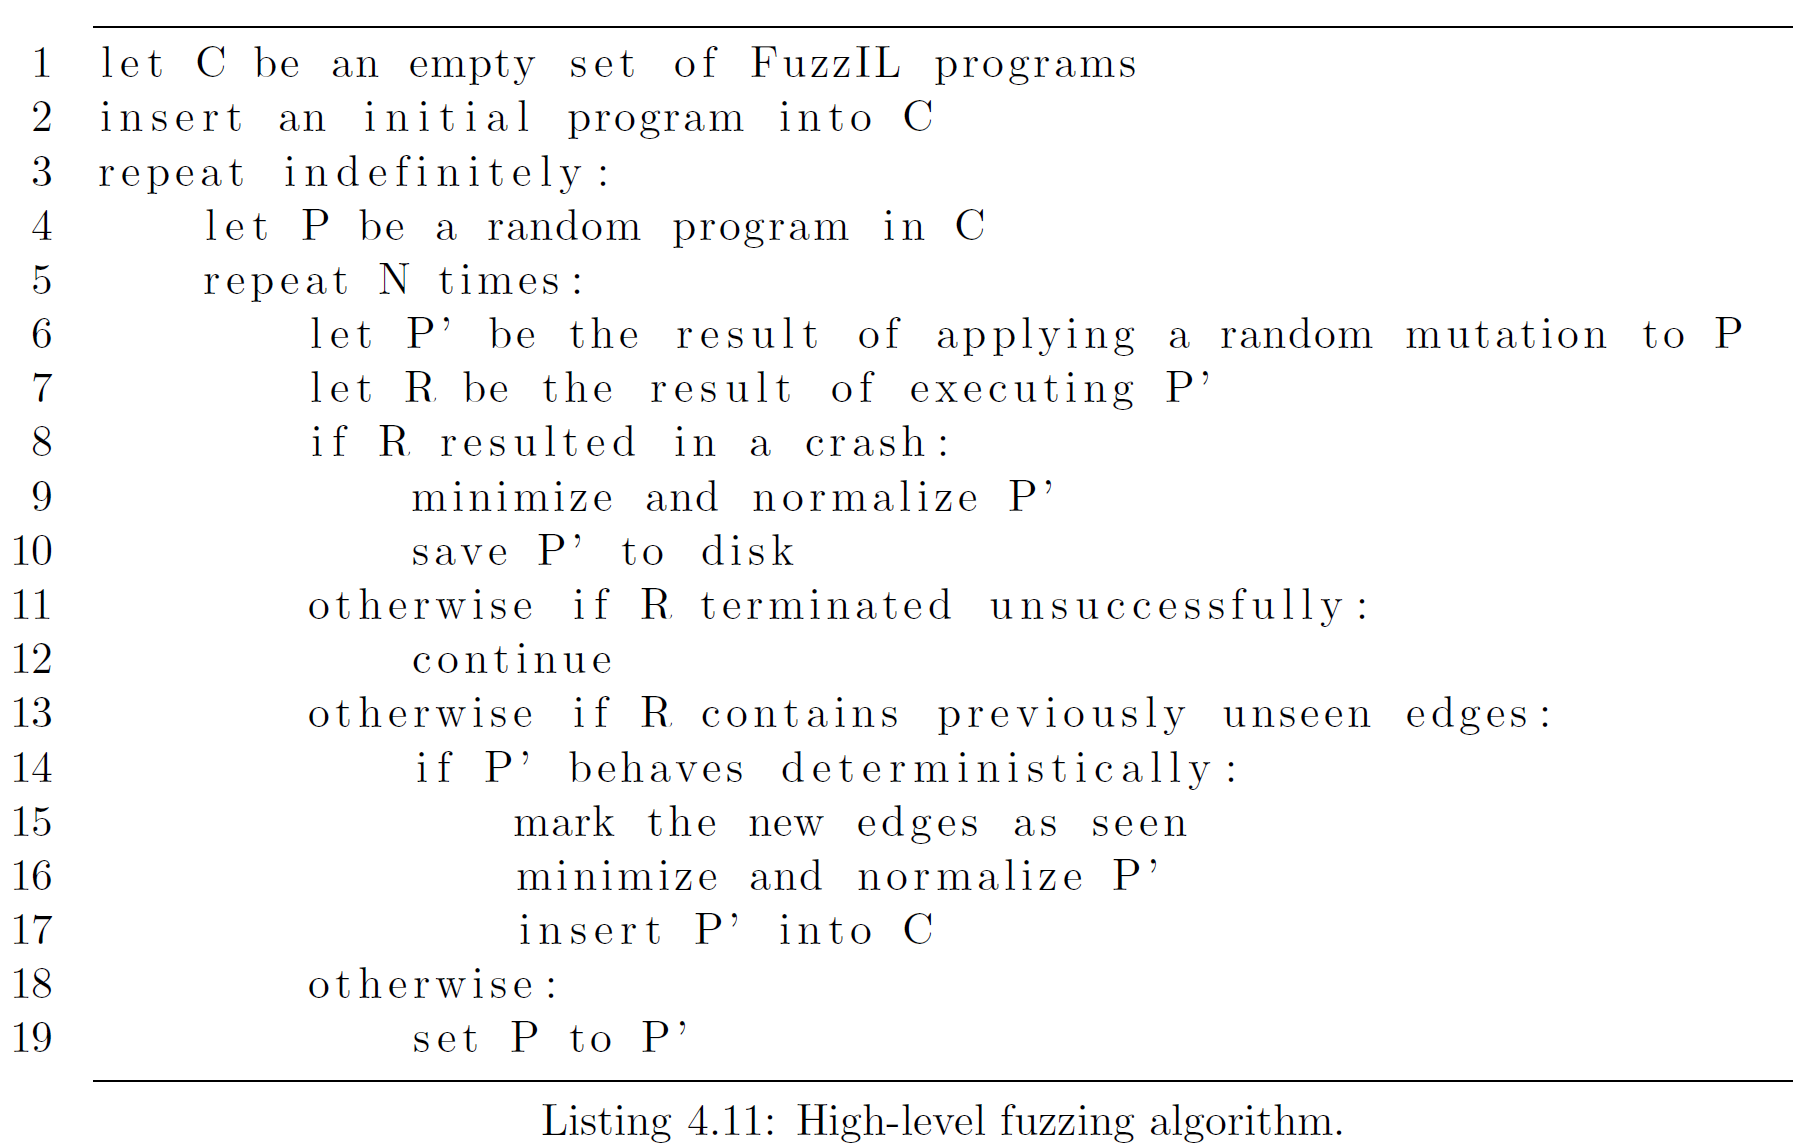 1 let C be an empty set of FuzzIL programs
2 insert an initial program into C
3 repeat indefinitely:
4 let P be a random program in C
5 repeat N times:
6 let P' be the result of applying a random mutation to P
7 let R be the result of executing P'
8 if R resulted in a crash:
9 minimize and normalize P'
10 save P' to disk
11 otherwise if R terminated unsuccessfully:
12 continue
13 otherwise if R contains previously unseen edges:
14 if P' behaves deterministically:
15 mark the new edges as seen
16 minimize and normalize P'
17 insert P' into C
18 otherwise:
19 set P to P'
Listing 4.11: High-level fuzzing algorithm.